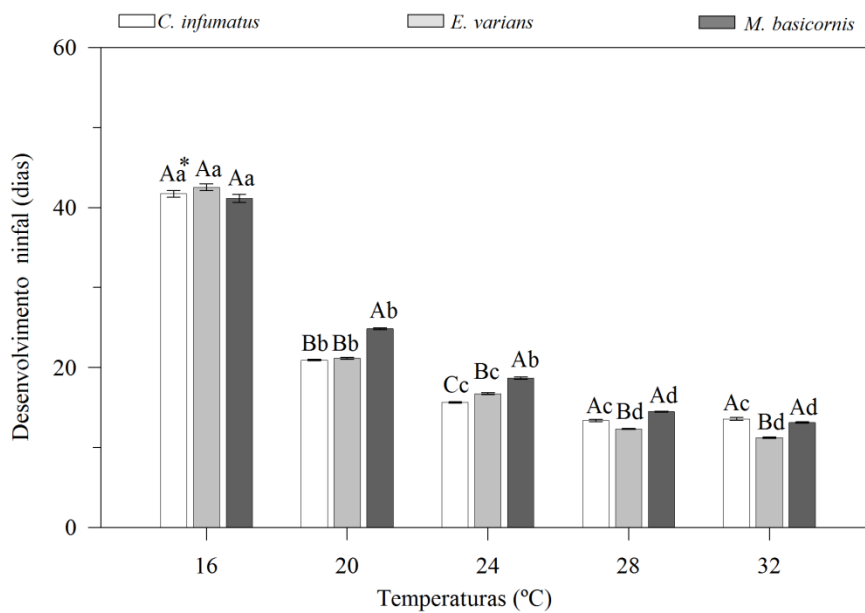 C. infumatus E. varians M. basicornis
60
Desenvolvimento ninfal (dias)
Aa* Aa Aa
40
Ab
Bb Bb
20
Cc Bc Ab
Ac Bd Ad
Ac Bd Ad
0
16 20 24 28 32
Temperaturas (ºC)